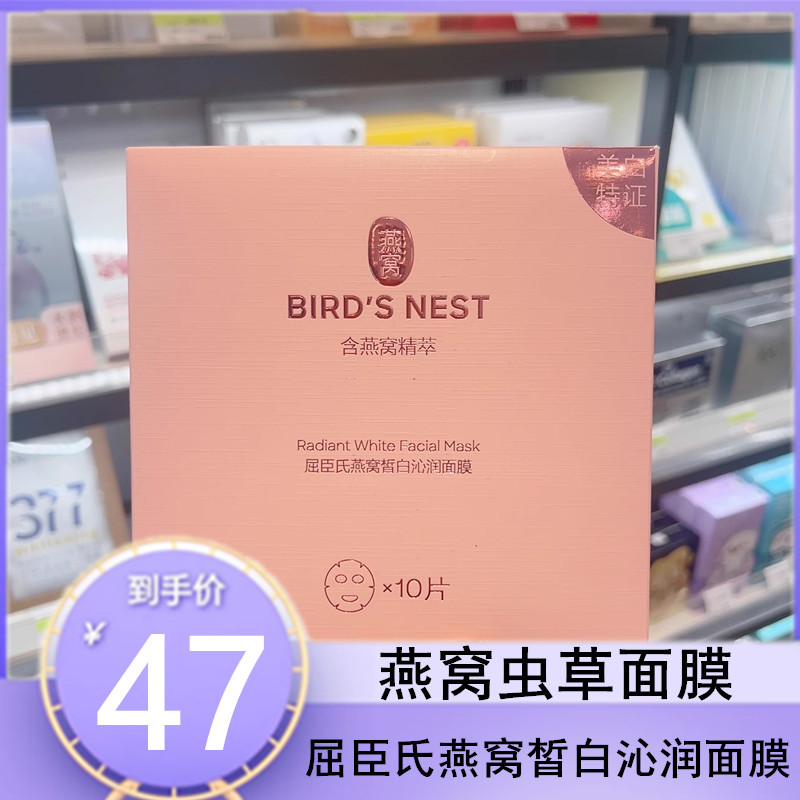 美白
特证
燕窝
BIRD'S NEST
含燕窝精萃
Radiant White Facial Mask
屈臣氏燕窝皙白沁润面膜
×10片
377
到手价
¥
47
燕窝虫草面膜
屈臣氏燕窝皙白沁润面膜